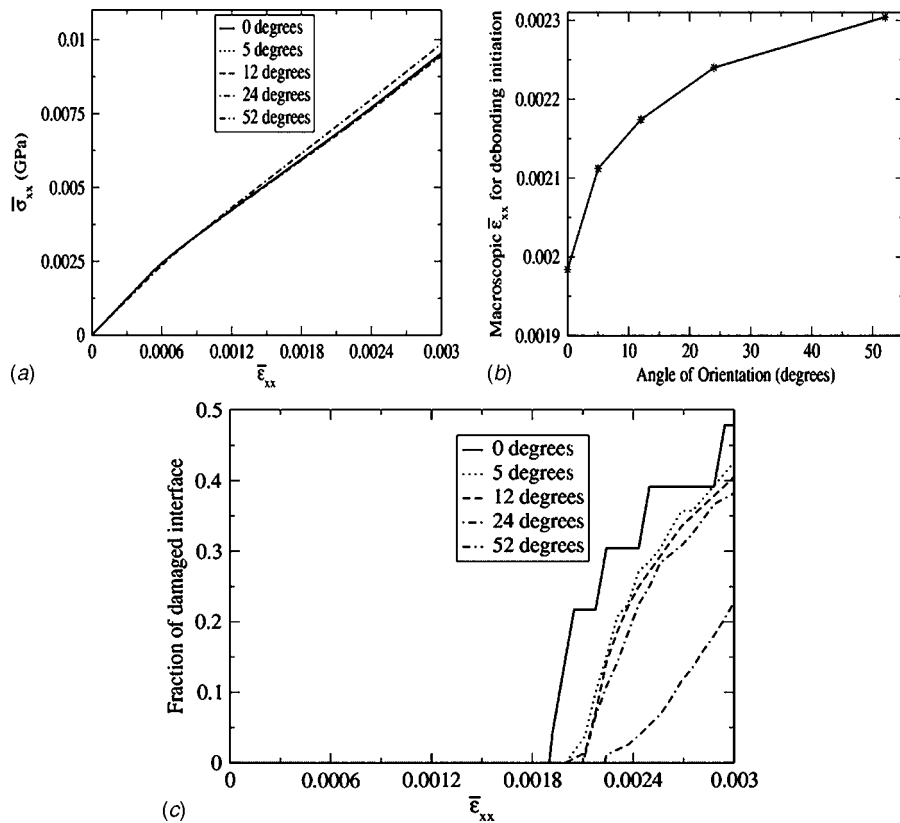 0.01
0.0075
0.005
0.0025
0
σ̅xx (GPa)
0 degrees
5 degrees
12 degrees
24 degrees
52 degrees
0 0.0006 0.0012 0.0018 0.0024 0.003
ε̅xx
(a)
Macroscopic ε̅xx for debonding initiation
0.0023
0.0022
0.0021
0.002
0.0019
0 10 20 30 40 50
Angle of Orientation (degrees)
(b)
Fraction of damaged interface
0.5
0.4
0.3
0.2
0.1
0
0 degrees
5 degrees
12 degrees
24 degrees
52 degrees
0 0.0006 0.0012 0.0018 0.0024 0.003
ε̅xx
(c)